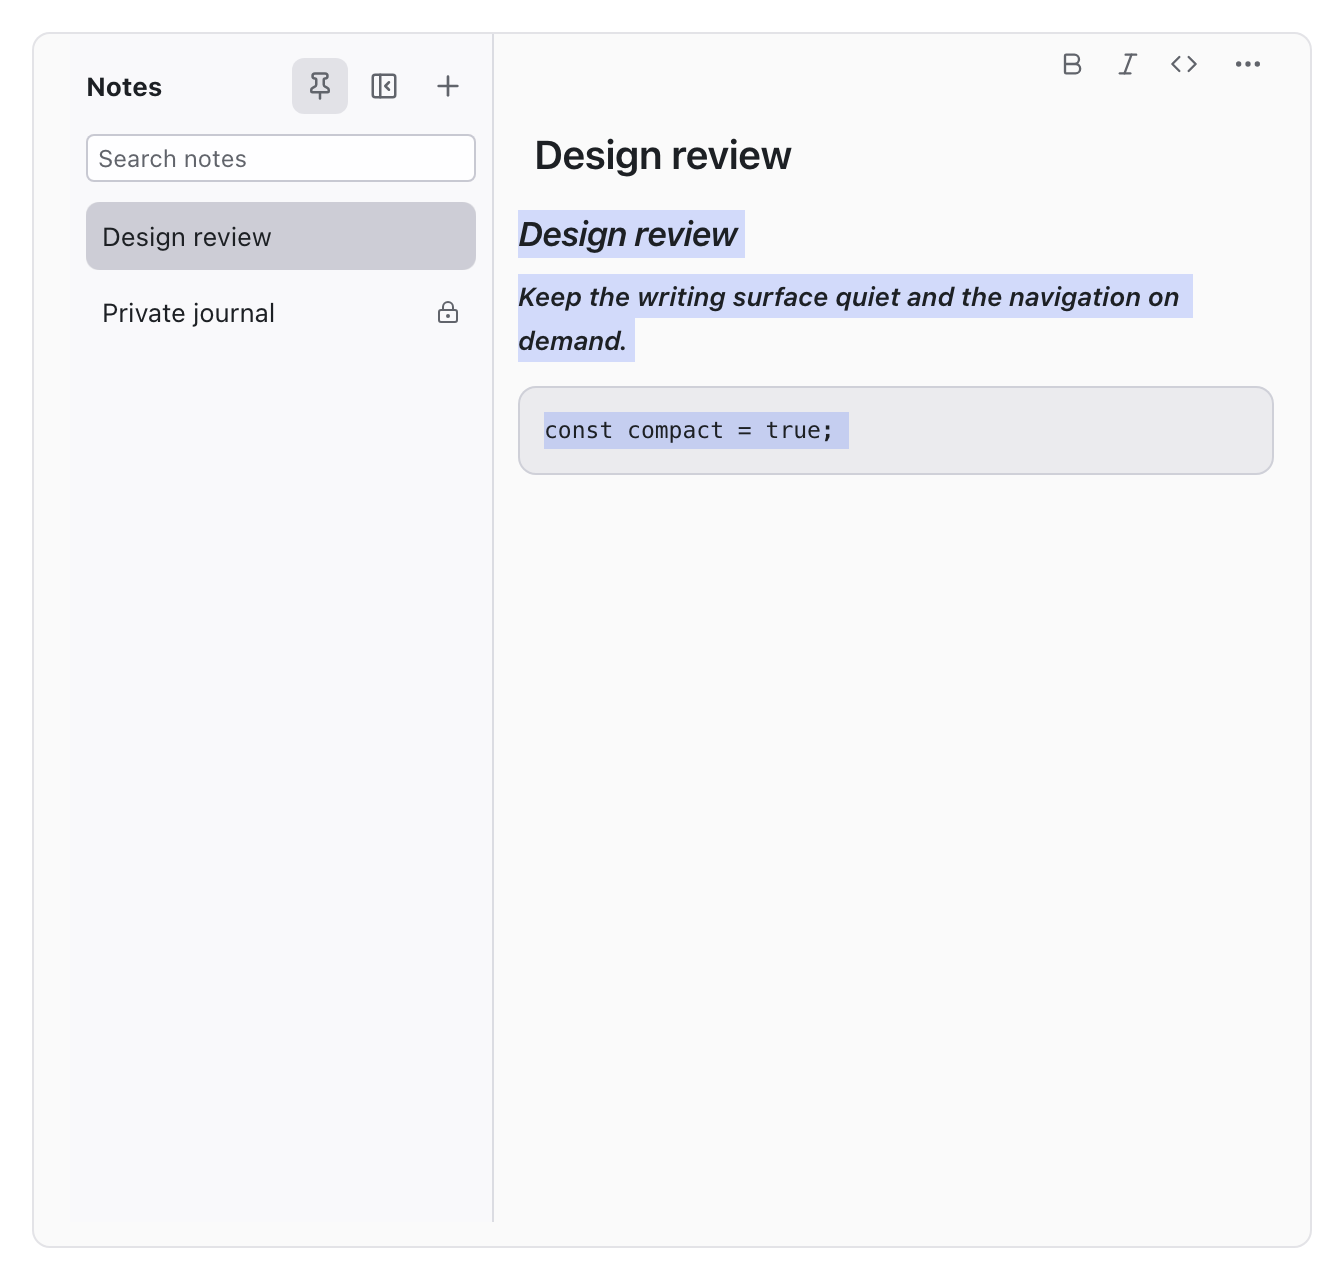 Notes
Search notes
Design review
Private journal
Design review
Design review
Keep the writing surface quiet and the navigation on
demand.
const compact = true;